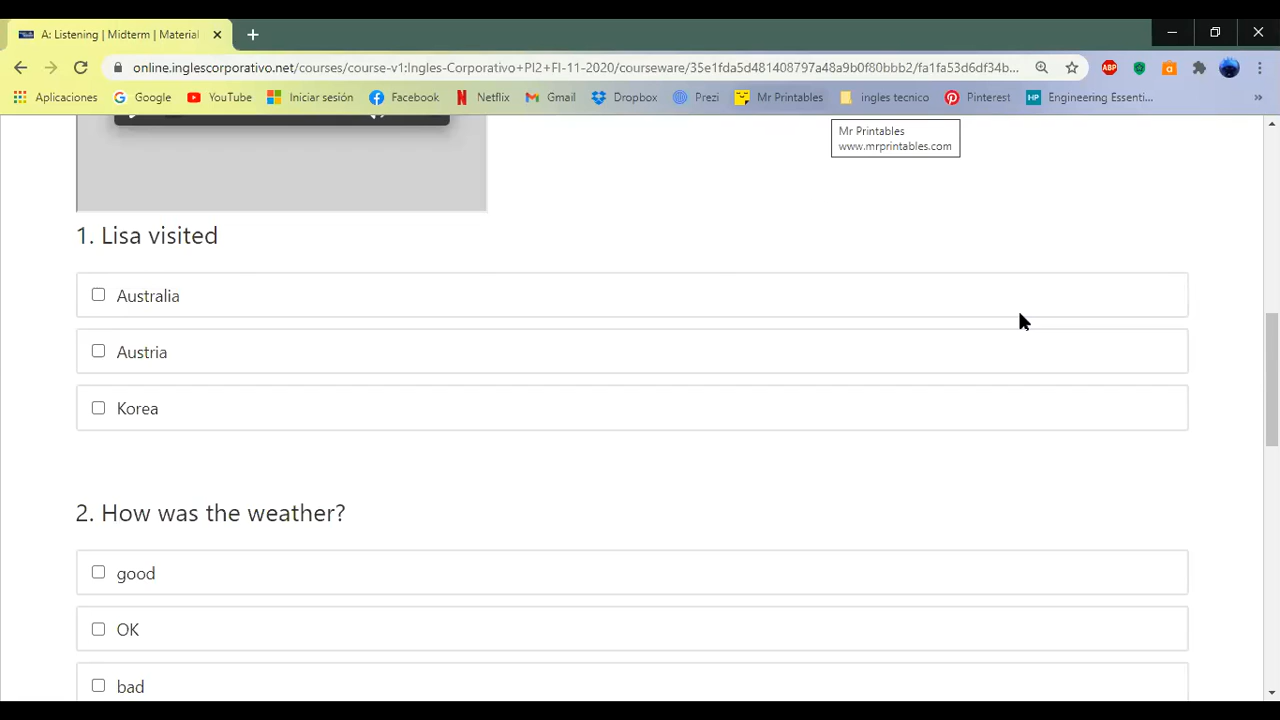 A: Listening | Midterm | Material
online.inglescorporativo.net/courses/course-v1:Ingles-Corporativo+PI2+FI-11-2020/courseware/35e1fda5d481408797a48a9b0f80bbb2/fa1fa53d6df34b...
Aplicaciones Google YouTube Iniciar sesión Facebook Netflix Gmail Dropbox Prezi Mr Printables ingles tecnico Pinterest Engineering Essenti...
Mr Printables
www.mrprintables.com
1. Lisa visited
Australia
Austria
Korea
2. How was the weather?
good
OK
bad